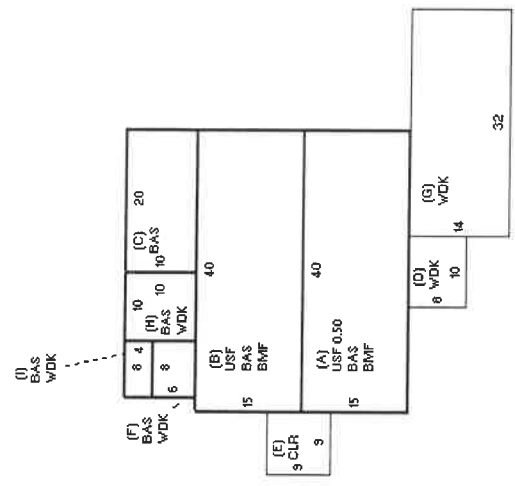 (I)
BAS
WDK
8 4
8
6
(F)
BAS
WDK
10
10
(H)
BAS
WDK
20
(C)
BAS
10
(B)
USF
BAS
BMF
40
15
(A)
USF 0.50
BAS
BMF
40
15
(E)
CLR
9
9
(D)
WDK
8
10
(G)
WDK
14
32